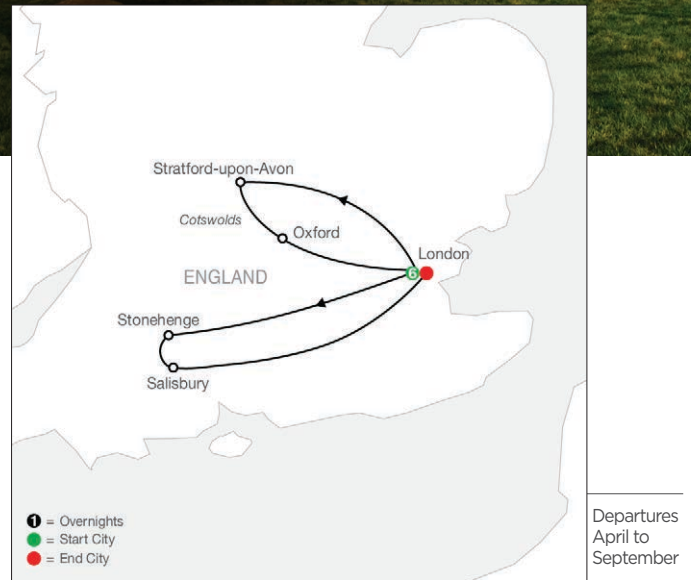 Stratford-upon-Avon
Cotswolds
Oxford
London
6
ENGLAND
Stonehenge
Salisbury
1 = Overnights
= Start City
= End City
Departures
April to
September